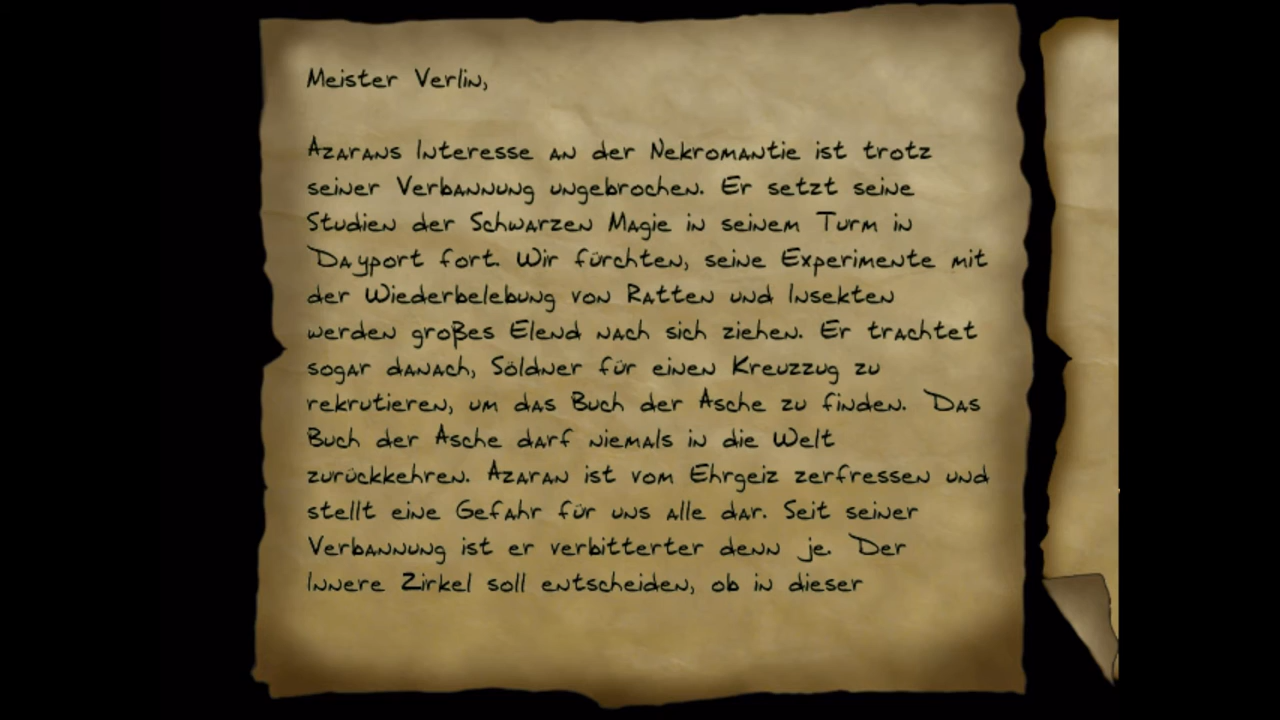 Meister Verlin,
Azarans Interesse an der Nekromantie ist trotz
seiner Verbannung ungebrochen. Er setzt seine
Studien der Schwarzen Magie in seinem Turm in
Dayport fort. Wir fürchten, seine Experimente mit
der Wiederbelebung von Ratten und Insekten
werden großes Elend nach sich ziehen. Er trachtet
sogar danach, Söldner für einen Kreuzzug zu
rekrutieren, um das Buch der Asche zu finden. Das
Buch der Asche darf niemals in die Welt
zurückkehren. Azaran ist vom Ehrgeiz zerfressen und
stellt eine Gefahr für uns alle dar. Seit seiner
Verbannung ist er verbitterter denn je. Der
Innere Zirkel soll entscheiden, ob in dieser